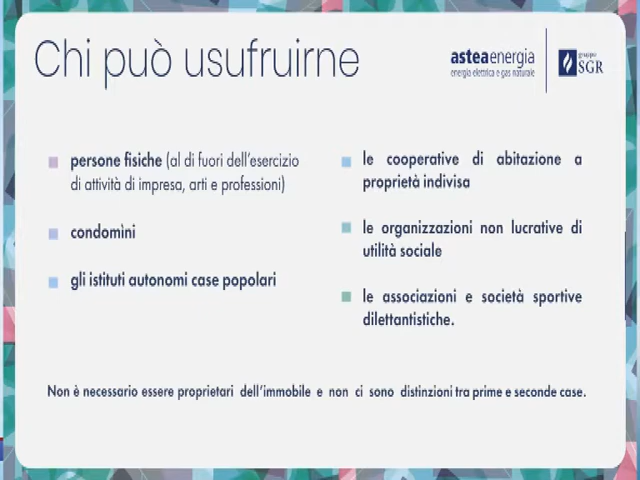 Chi può usufruirne
asteaenergia
energia elettrica e gas naturale
gruppo
SGR
persone fisiche (al di fuori dell'esercizio
di attività di impresa, arti e professioni)
condomìni
gli istituti autonomi case popolari
le cooperative di abitazione a
proprietà indivisa
le organizzazioni non lucrative di
utilità sociale
le associazioni e società sportive
dilettantistiche.
Non è necessario essere proprietari dell'immobile e non ci sono distinzioni tra prime e seconde case.